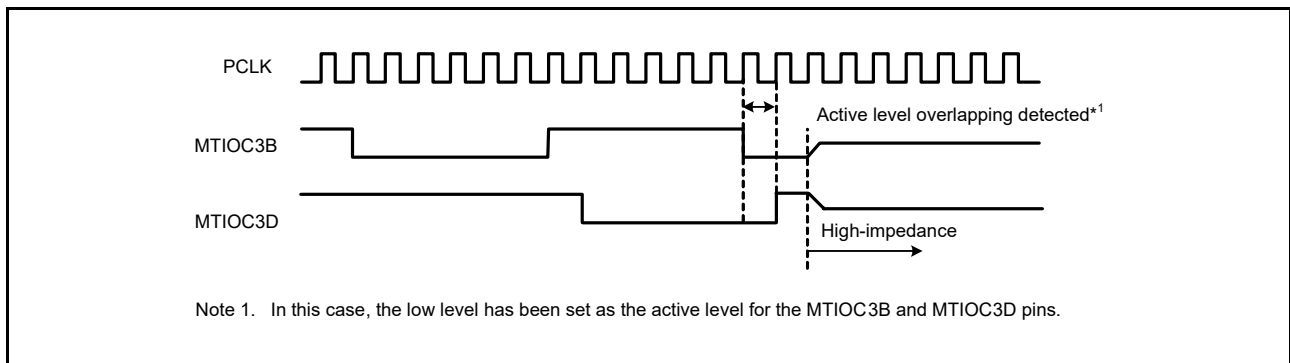 PCLK
Active level overlapping detected*1
MTIOC3B
MTIOC3D
High-impedance
Note 1. In this case, the low level has been set as the active level for the MTIOC3B and MTIOC3D pins.